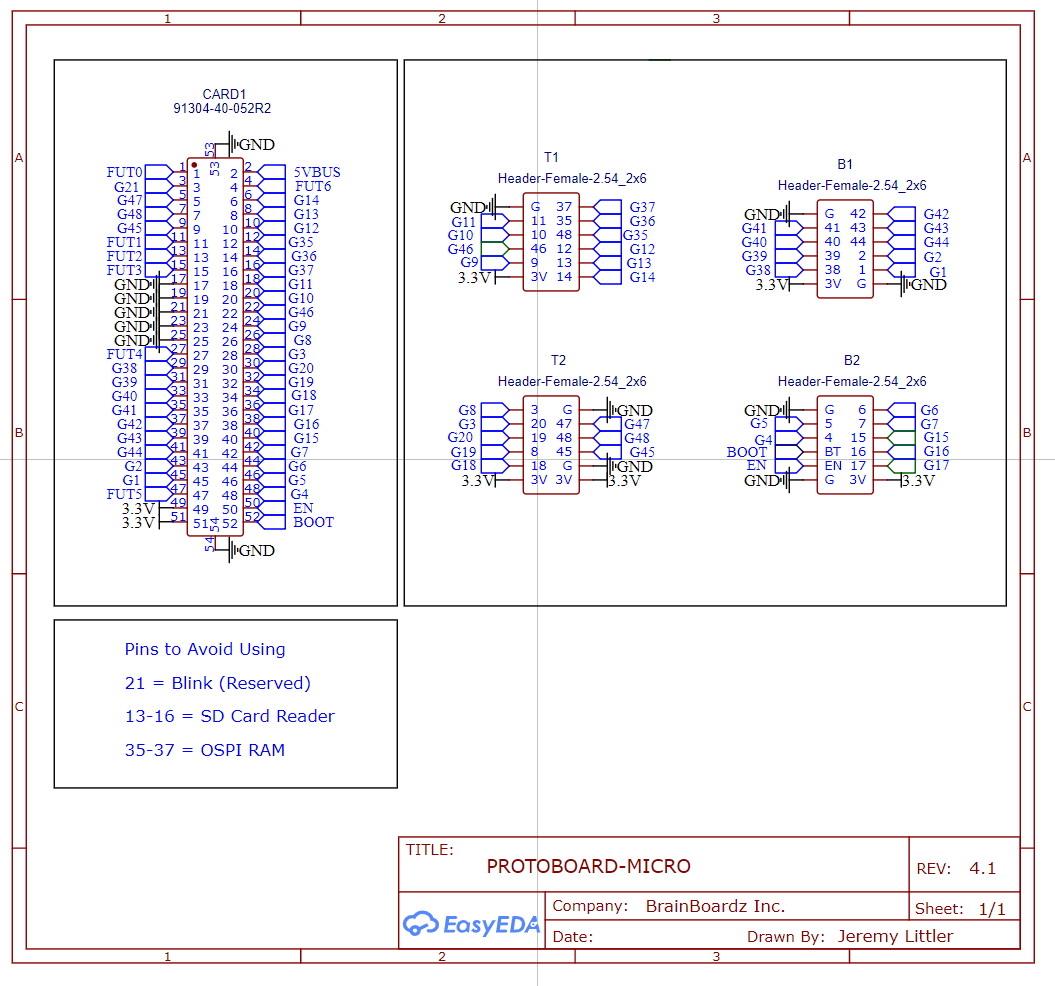 1 2 3
A
B
C
CARD1
91304-40-052R2
53 GND
53
FUT0 1 1 2 2 5VBUS
G21 3 3 4 4 FUT6
G47 5 5 6 6 G14
G48 7 7 8 8 G13
G45 9 9 10 10 G12
FUT1 11 11 12 12 G35
FUT2 13 13 14 14 G36
FUT3 15 15 16 16 G37
GND 17 17 18 18 G11
GND 19 19 20 20 G10
GND 21 21 22 22 G46
GND 23 23 24 24 G9
GND 25 25 26 26 G8
FUT4 27 27 28 28 G3
G38 29 29 30 30 G20
G39 31 31 32 32 G19
G40 33 33 34 34 G18
G41 35 35 36 36 G17
G42 37 37 38 38 G16
G43 39 39 40 40 G15
G44 41 41 42 42 G7
G2 43 43 44 44 G6
G1 45 45 46 46 G5
FUT5 47 47 48 48 G4
3.3V 49 49 50 50 EN
3.3V 51 51 52 52 BOOT
54
54 GND
T1
Header-Female-2.54_2x6
GND G 37 G37
G11 11 35 G36
G10 10 48 G35
G46 46 12 G12
G9 9 13 G13
3.3V 3V 14 G14
B1
Header-Female-2.54_2x6
GND G 42 G42
G41 41 43 G43
G40 40 44 G44
G39 39 2 G2
G38 38 1 G1
3.3V 3V G GND
T2
Header-Female-2.54_2x6
G8 3 G GND
G3 20 47 G47
G20 19 48 G48
G19 8 45 G45
G18 18 G GND
3.3V 3V 3V 3.3V
B2
Header-Female-2.54_2x6
GND G 6 G6
G5 5 7 G7
G4 4 15 G15
BOOT BT 16 G16
EN EN 17 G17
GND G 3V 3.3V
Pins to Avoid Using
21 = Blink (Reserved)
13-16 = SD Card Reader
35-37 = OSPI RAM
A
B
C
TITLE:
PROTOBOARD-MICRO
REV: 4.1
EasyEDA
Company: BrainBoardz Inc.
Sheet: 1/1
Date:
Drawn By: Jeremy Littler
1 2 3